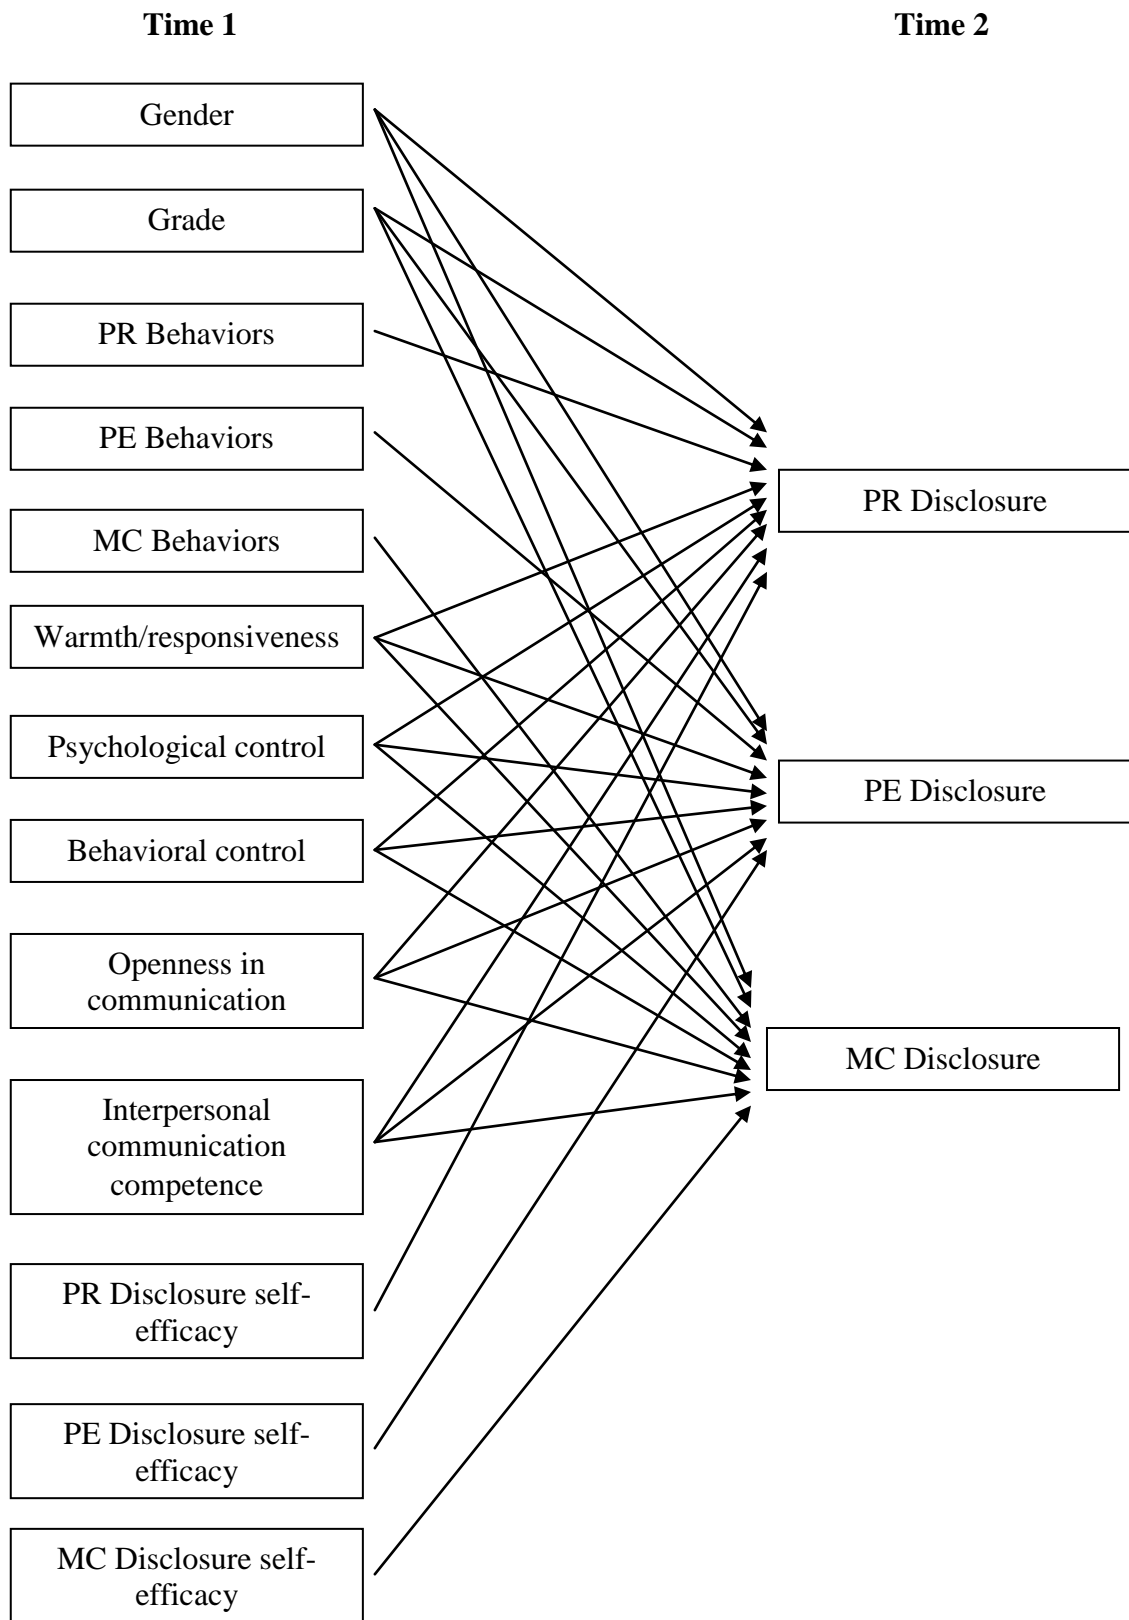 Time 1
Time 2
Gender
Grade
PR Behaviors
PE Behaviors
MC Behaviors
Warmth/responsiveness
Psychological control
Behavioral control
Openness in
communication
Interpersonal
communication
competence
PR Disclosure self-
efficacy
PE Disclosure self-
efficacy
MC Disclosure self-
efficacy
PR Disclosure
PE Disclosure
MC Disclosure